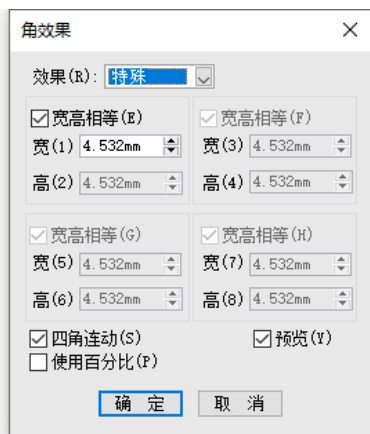 角效果
效果(R): 特殊
宽高相等(E) 宽高相等(F)
宽(1) 4.532mm 宽(3) 4.532mm
高(2) 4.532mm 高(4) 4.532mm
宽高相等(G) 宽高相等(H)
宽(5) 4.532mm 宽(7) 4.532mm
高(6) 4.532mm 高(8) 4.532mm
四角连动(S) 预览(Y)
使用百分比(P)
确 定 取 消